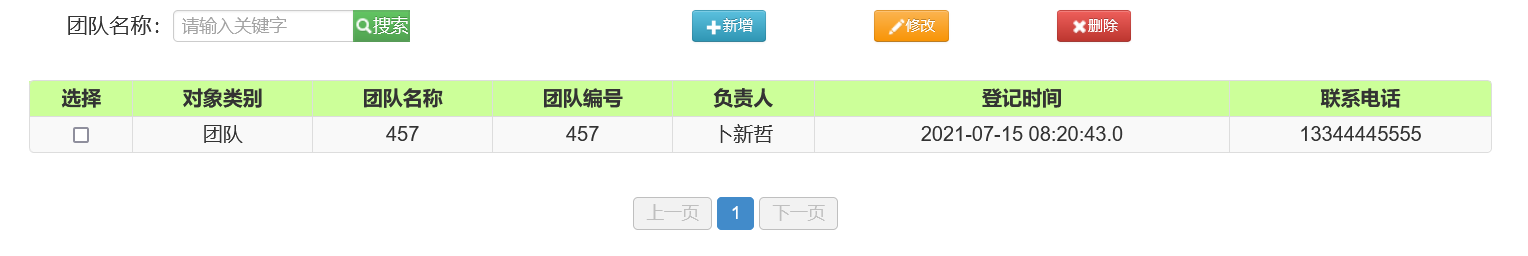 团队名称： 请输入关键字 搜索 新增 修改 删除
选择 对象类别 团队名称 团队编号 负责人 登记时间 联系电话
团队 457 457 卜新哲 2021-07-15 08:20:43.0 13344445555
上一页 1 下一页